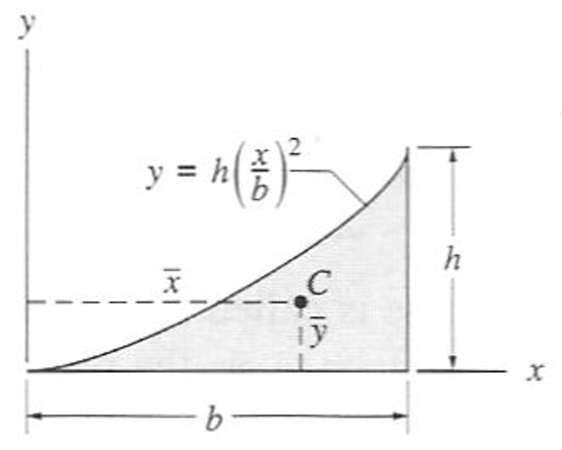 y
y = h(x/b)²
x̄
C
h
ȳ
x
b